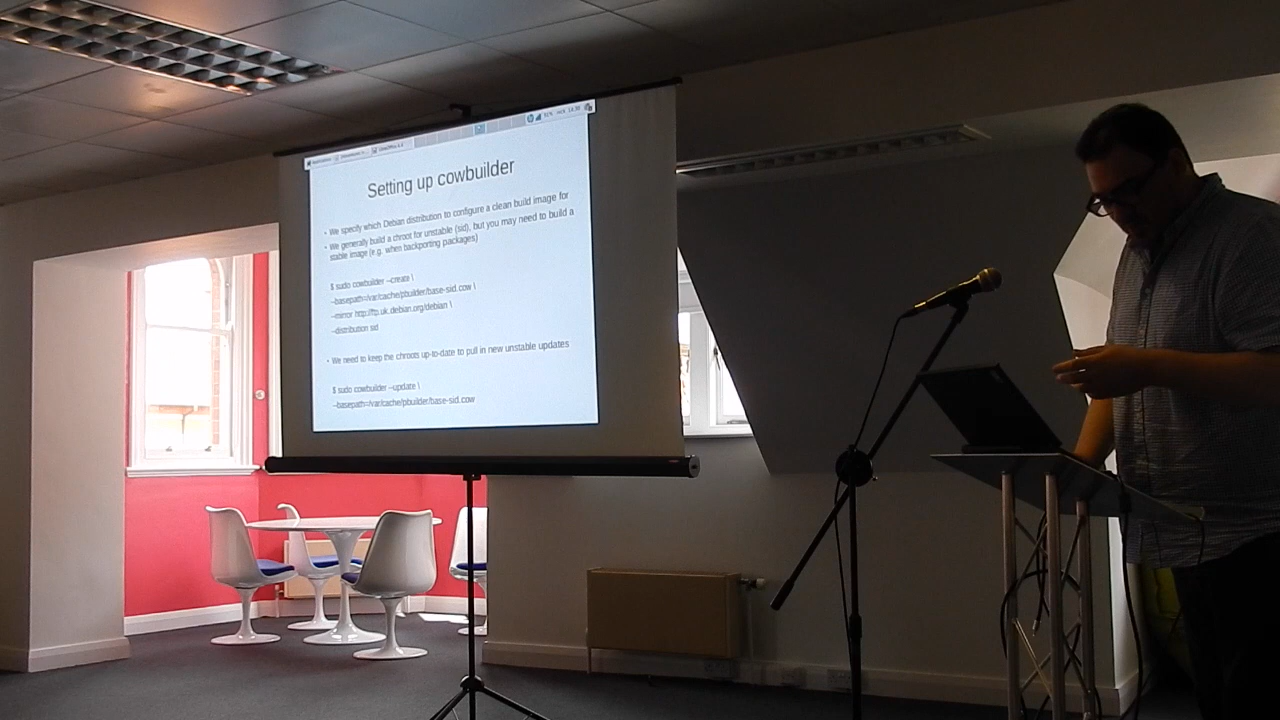 Setting up cowbuilder
• We specify which Debian distribution to configure a clean build image for
• We generally build a chroot for unstable (sid), but you may need to build a
stable image (e.g. when backporting packages)
$ sudo cowbuilder –create \
–basepath=/var/cache/pbuilder/base-sid.cow \
–mirror http://ftp.uk.debian.org/debian \
–distribution sid
• We need to keep the chroots up-to-date to pull in new unstable updates
$ sudo cowbuilder –update \
–basepath=/var/cache/pbuilder/base-sid.cow